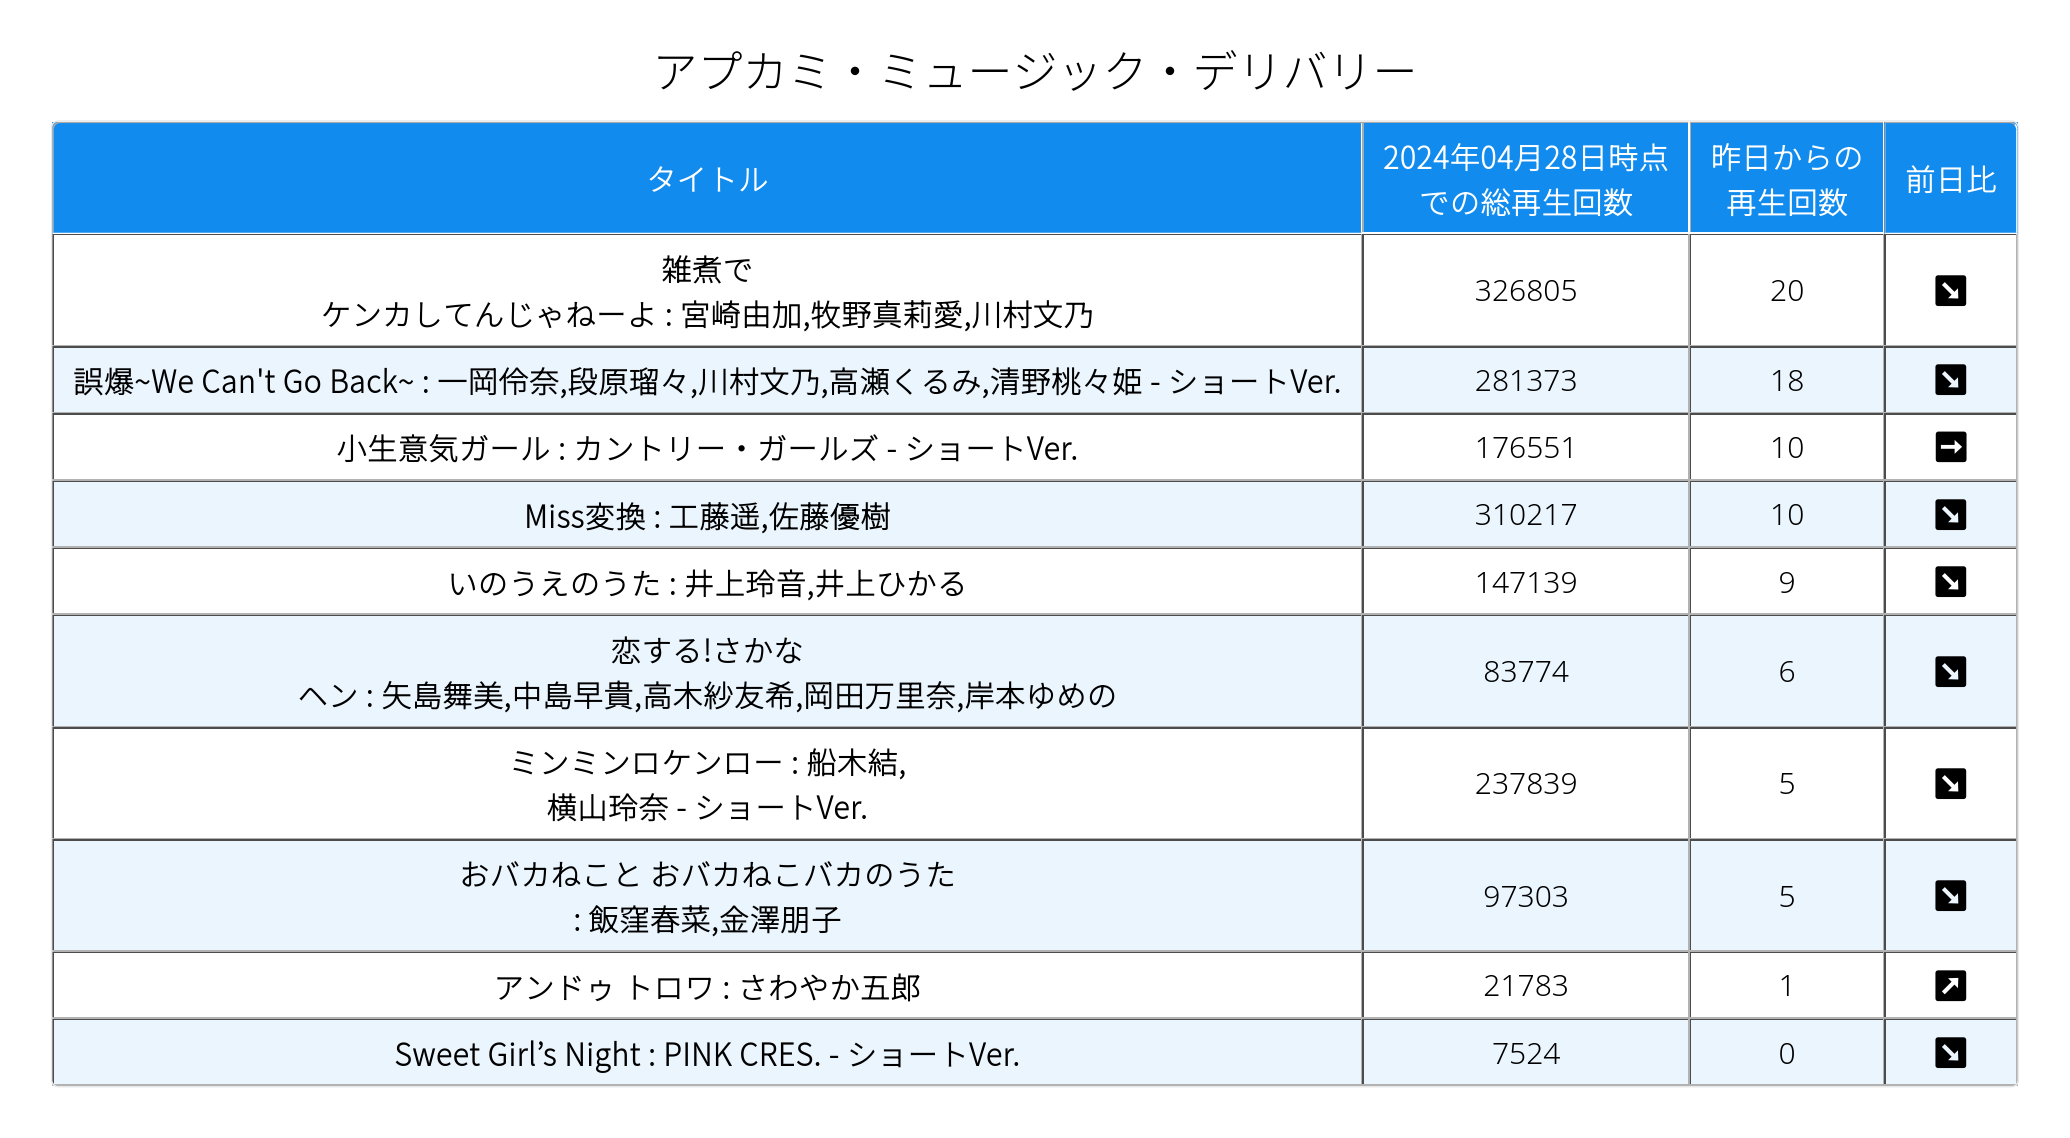 アプカミ・ミュージック・デリバリー
タイトル
2024年04月28日時点
での総再生回数
昨日からの
再生回数
前日比
雑煮で
ケンカしてんじゃねーよ : 宮崎由加,牧野真莉愛,川村文乃
326805
20
誤爆~We Can't Go Back~ : 一岡伶奈,段原瑠々,川村文乃,高瀬くるみ,清野桃々姫 - ショートVer.
281373
18
小生意気ガール : カントリー・ガールズ - ショートVer.
176551
10
Miss変換 : 工藤遥,佐藤優樹
310217
10
いのうえのうた : 井上玲音,井上ひかる
147139
9
恋する!さかな
ヘン : 矢島舞美,中島早貴,高木紗友希,岡田万里奈,岸本ゆめの
83774
6
ミンミンロケンロー : 船木結,
横山玲奈 - ショートVer.
237839
5
おバカねこと おバカねこバカのうた
: 飯窪春菜,金澤朋子
97303
5
アンドゥ トロワ : さわやか五郎
21783
1
Sweet Girl’s Night : PINK CRES. - ショートVer.
7524
0